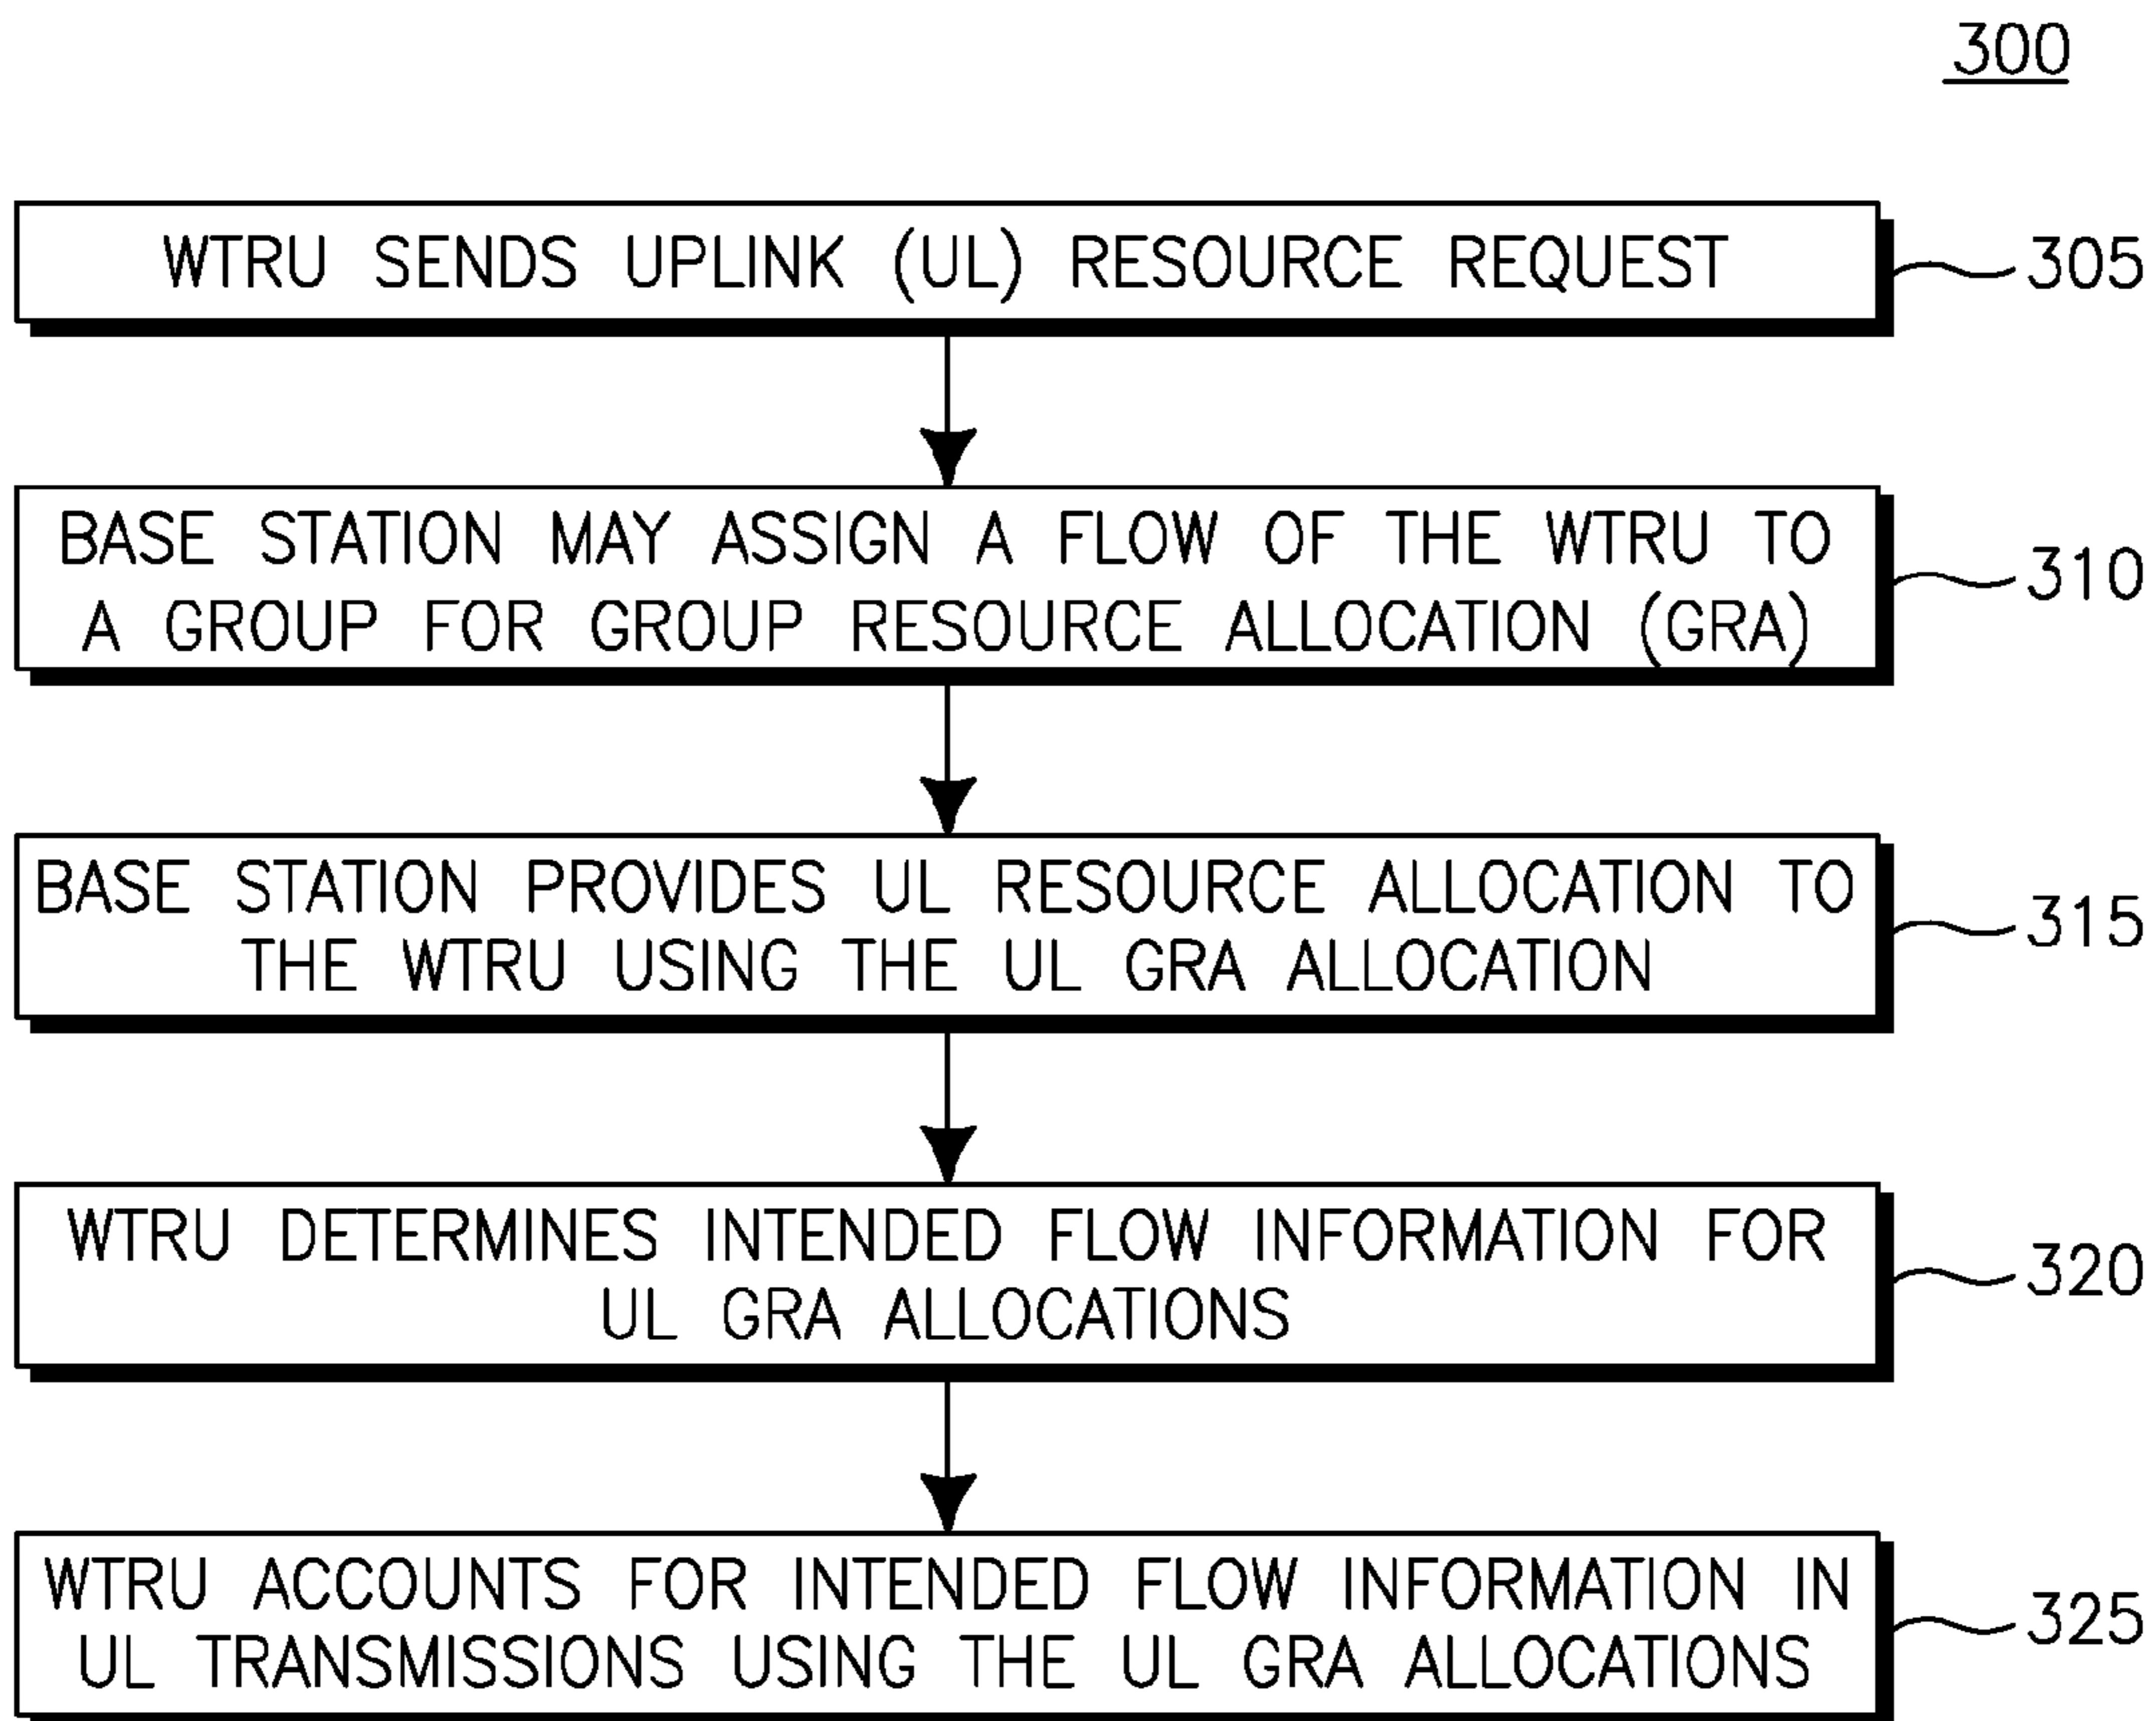 300
WTRU SENDS UPLINK (UL) RESOURCE REQUEST
305
BASE STATION MAY ASSIGN A FLOW OF THE WTRU TO
A GROUP FOR GROUP RESOURCE ALLOCATION (GRA)
310
BASE STATION PROVIDES UL RESOURCE ALLOCATION TO
THE WTRU USING THE UL GRA ALLOCATION
315
WTRU DETERMINES INTENDED FLOW INFORMATION FOR
UL GRA ALLOCATIONS
320
WTRU ACCOUNTS FOR INTENDED FLOW INFORMATION IN
UL TRANSMISSIONS USING THE UL GRA ALLOCATIONS
325